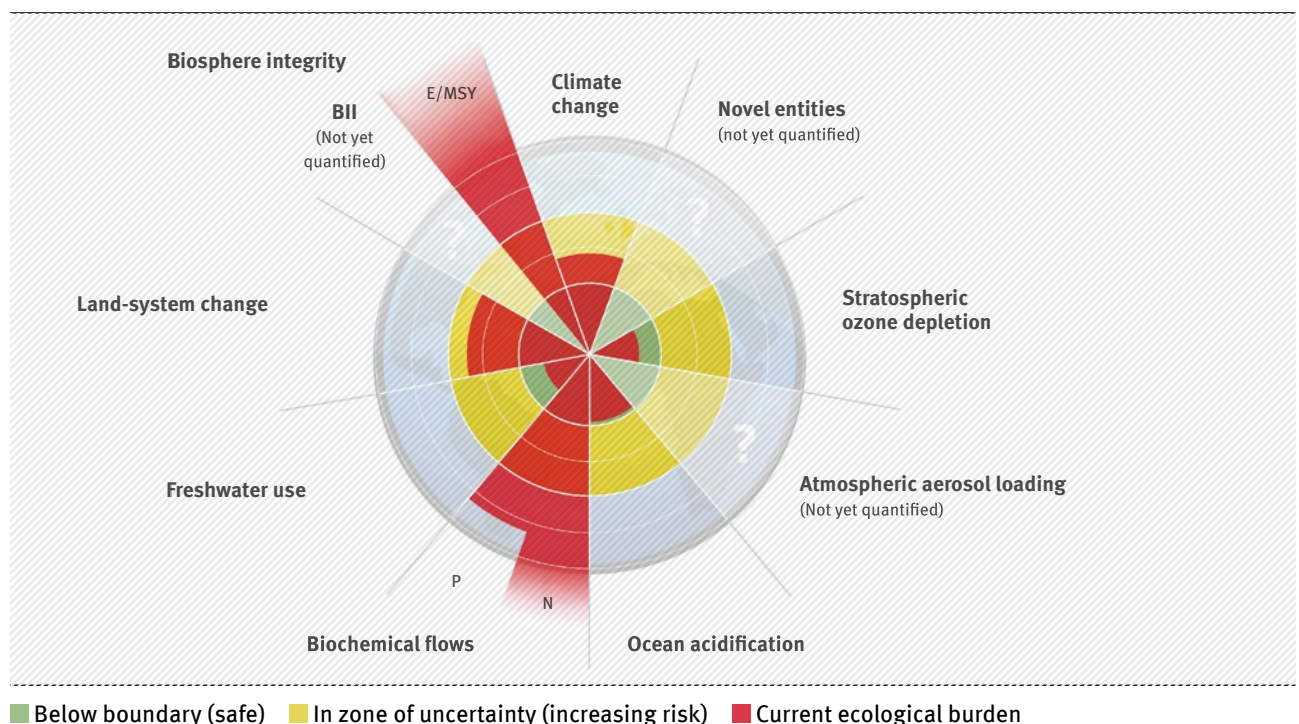 Biosphere integrity
E/MSY
BII
(Not yet
quantified)
Climate
change
Novel entities
(not yet quantified)
?
?
Land-system change
Stratospheric
ozone depletion
?
Freshwater use
Atmospheric aerosol loading
(Not yet quantified)
P
N
Biochemical flows
Ocean acidification
Below boundary (safe) In zone of uncertainty (increasing risk) Current ecological burden